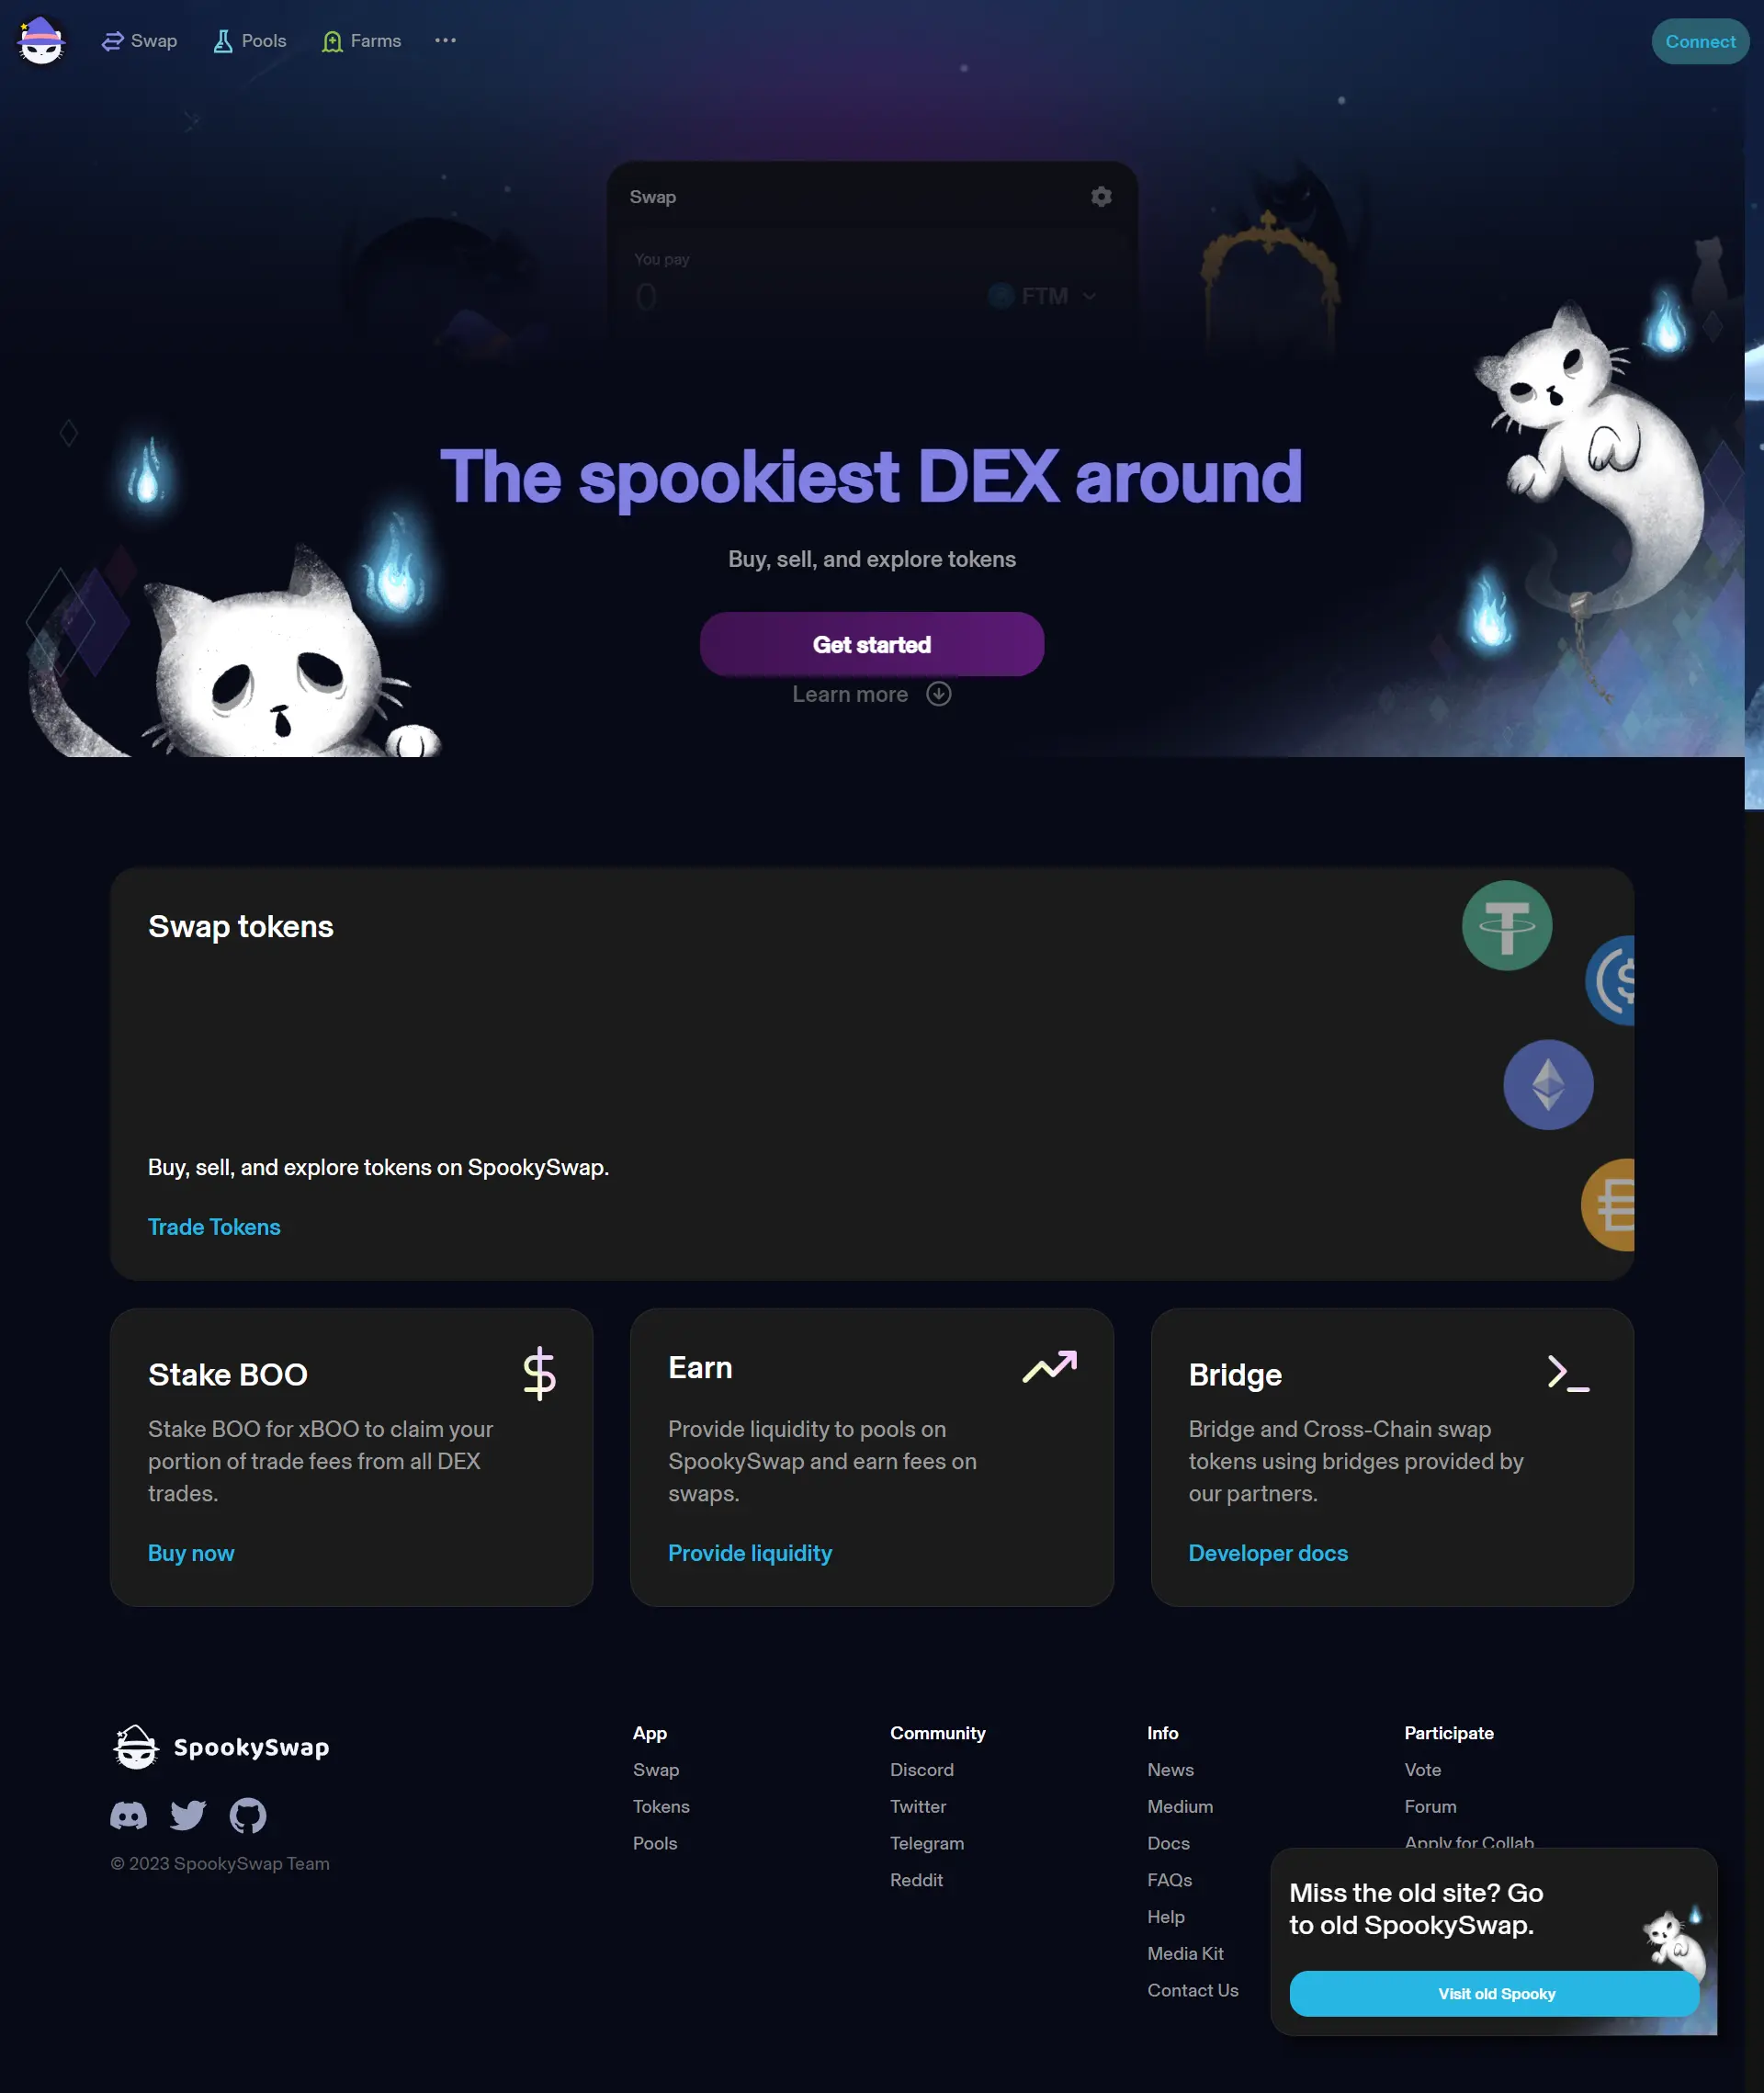 Swap
Pools
Farms
Connect
Swap
You pay
0
FTM
The spookiest DEX around
Buy, sell, and explore tokens
Get started
Learn more
Swap tokens
Buy, sell, and explore tokens on SpookySwap.
Trade Tokens
Stake BOO
Stake BOO for xBOO to claim your
portion of trade fees from all DEX
trades.
Buy now
Earn
Provide liquidity to pools on
SpookySwap and earn fees on
swaps.
Provide liquidity
Bridge
Bridge and Cross-Chain swap
tokens using bridges provided by
our partners.
Developer docs
SpookySwap
© 2023 SpookySwap Team
App
Swap
Tokens
Pools
Community
Discord
Twitter
Telegram
Reddit
Info
News
Medium
Docs
FAQs
Help
Media Kit
Contact Us
Participate
Vote
Forum
Apply for Collab
Miss the old site? Go
to old SpookySwap.
Visit old Spooky